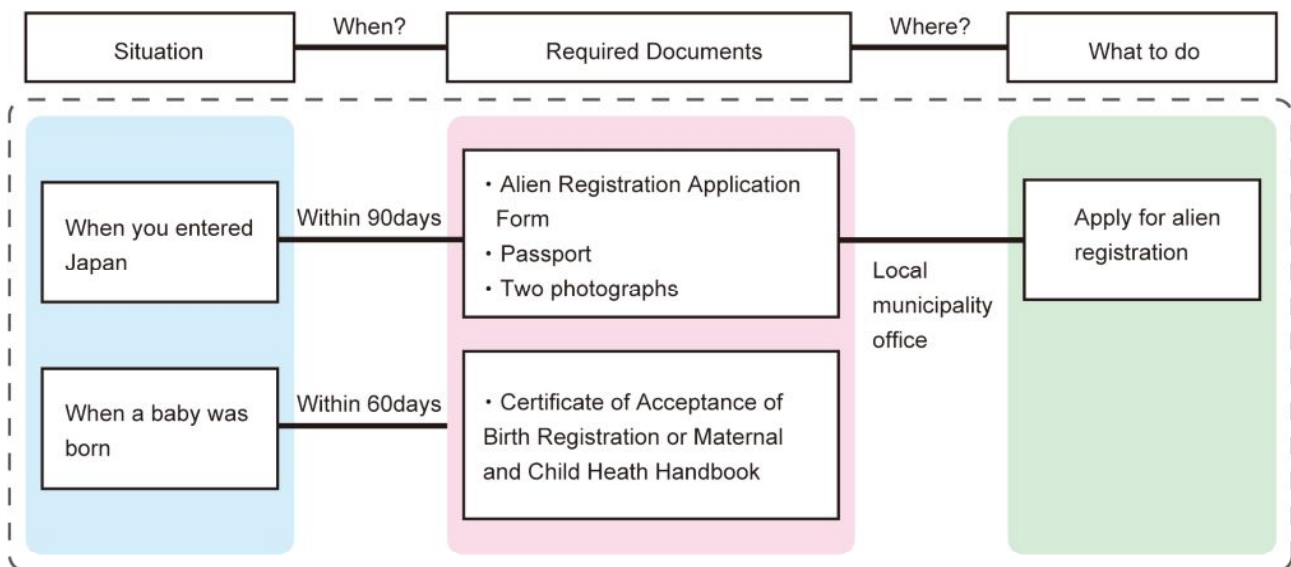 Situation
When?
Required Documents
Where?
What to do
When you entered
Japan
Within 90days
・Alien Registration Application
Form
・Passport
・Two photographs
Local
municipality
office
Apply for alien
registration
When a baby was
born
Within 60days
・Certificate of Acceptance of
Birth Registration or Maternal
and Child Heath Handbook